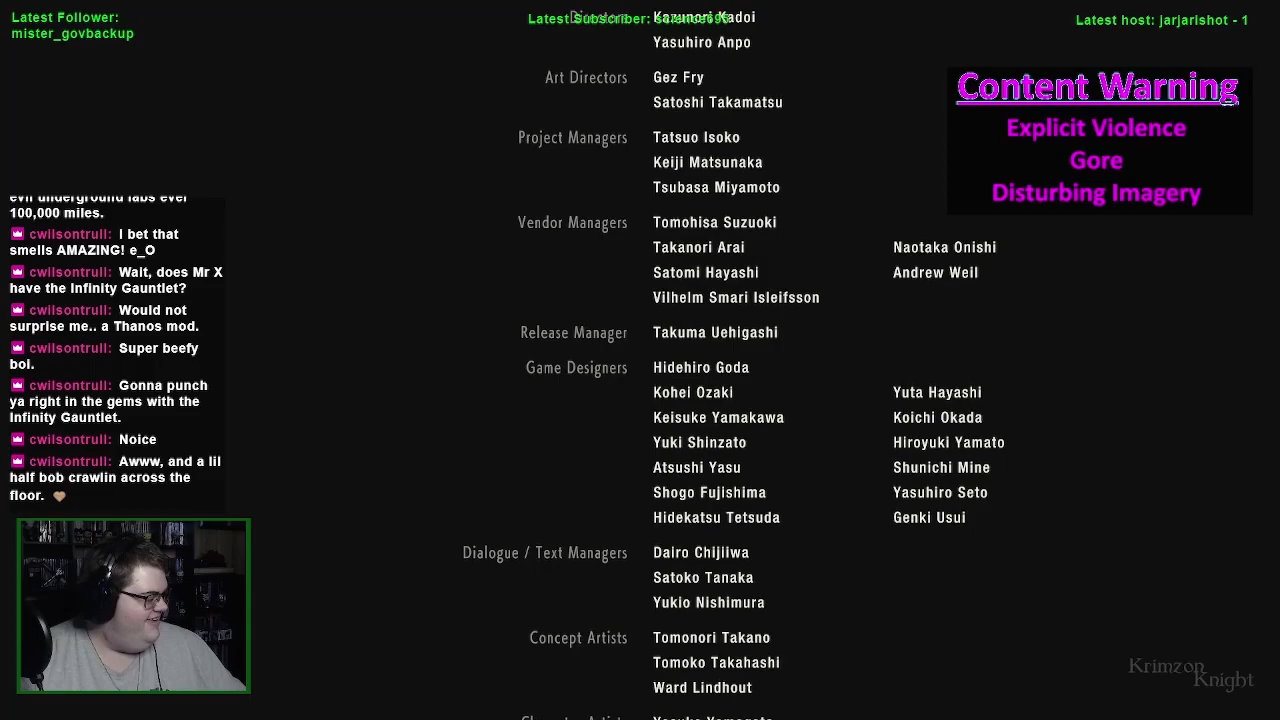 Latest Follower:
mister_govbackup
Latest Subscriber: science695
Latest host: jarjarishot - 1
Directors Kazunori Kadoi
Yasuhiro Anpo
Art Directors Gez Fry
Satoshi Takamatsu
Project Managers Tatsuo Isoko
Keiji Matsunaka
Tsubasa Miyamoto
Vendor Managers Tomohisa Suzuoki
Takanori Arai Naotaka Onishi
Satomi Hayashi Andrew Weil
Vilhelm Smari Isleifsson
Release Manager Takuma Uehigashi
Game Designers Hidehiro Goda
Kohei Ozaki Yuta Hayashi
Keisuke Yamakawa Koichi Okada
Yuki Shinzato Hiroyuki Yamato
Atsushi Yasu Shunichi Mine
Shogo Fujishima Yasuhiro Seto
Hidekatsu Tetsuda Genki Usui
Dialogue / Text Managers Dairo Chijiiwa
Satoko Tanaka
Yukio Nishimura
Concept Artists Tomonori Takano
Tomoko Takahashi
Ward Lindhout
Content Warning
Explicit Violence
Gore
Disturbing Imagery
evil underground labs ever
100,000 miles.
cwilsontrull: I bet that
smells AMAZING! e_O
cwilsontrull: Wait, does Mr X
have the Infinity Gauntlet?
cwilsontrull: Would not
surprise me.. a Thanos mod.
cwilsontrull: Super beefy
boi.
cwilsontrull: Gonna punch
ya right in the gems with the
Infinity Gauntlet.
cwilsontrull: Noice
cwilsontrull: Awww, and a lil
half bob crawlin across the
floor.
Krimzon
Knight